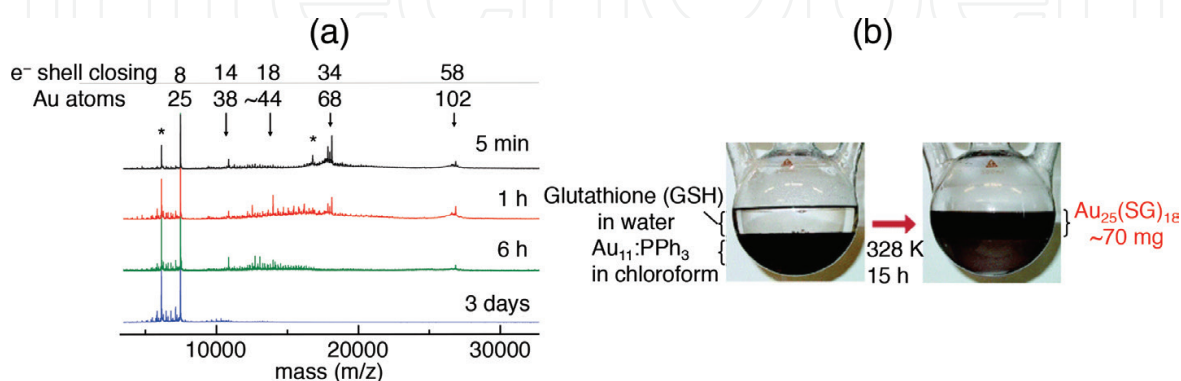 (a)
e⁻ shell closing 8 14 18 34 58
Au atoms 25 38 ~44 68 102
* *
5 min
1 h
6 h
3 days
10000 20000 30000
mass (m/z)
(b)
Glutathione (GSH)
in water
Au₁₁:PPh₃
in chloroform
328 K
15 h
Au₂₅(SG)₁₈
~70 mg